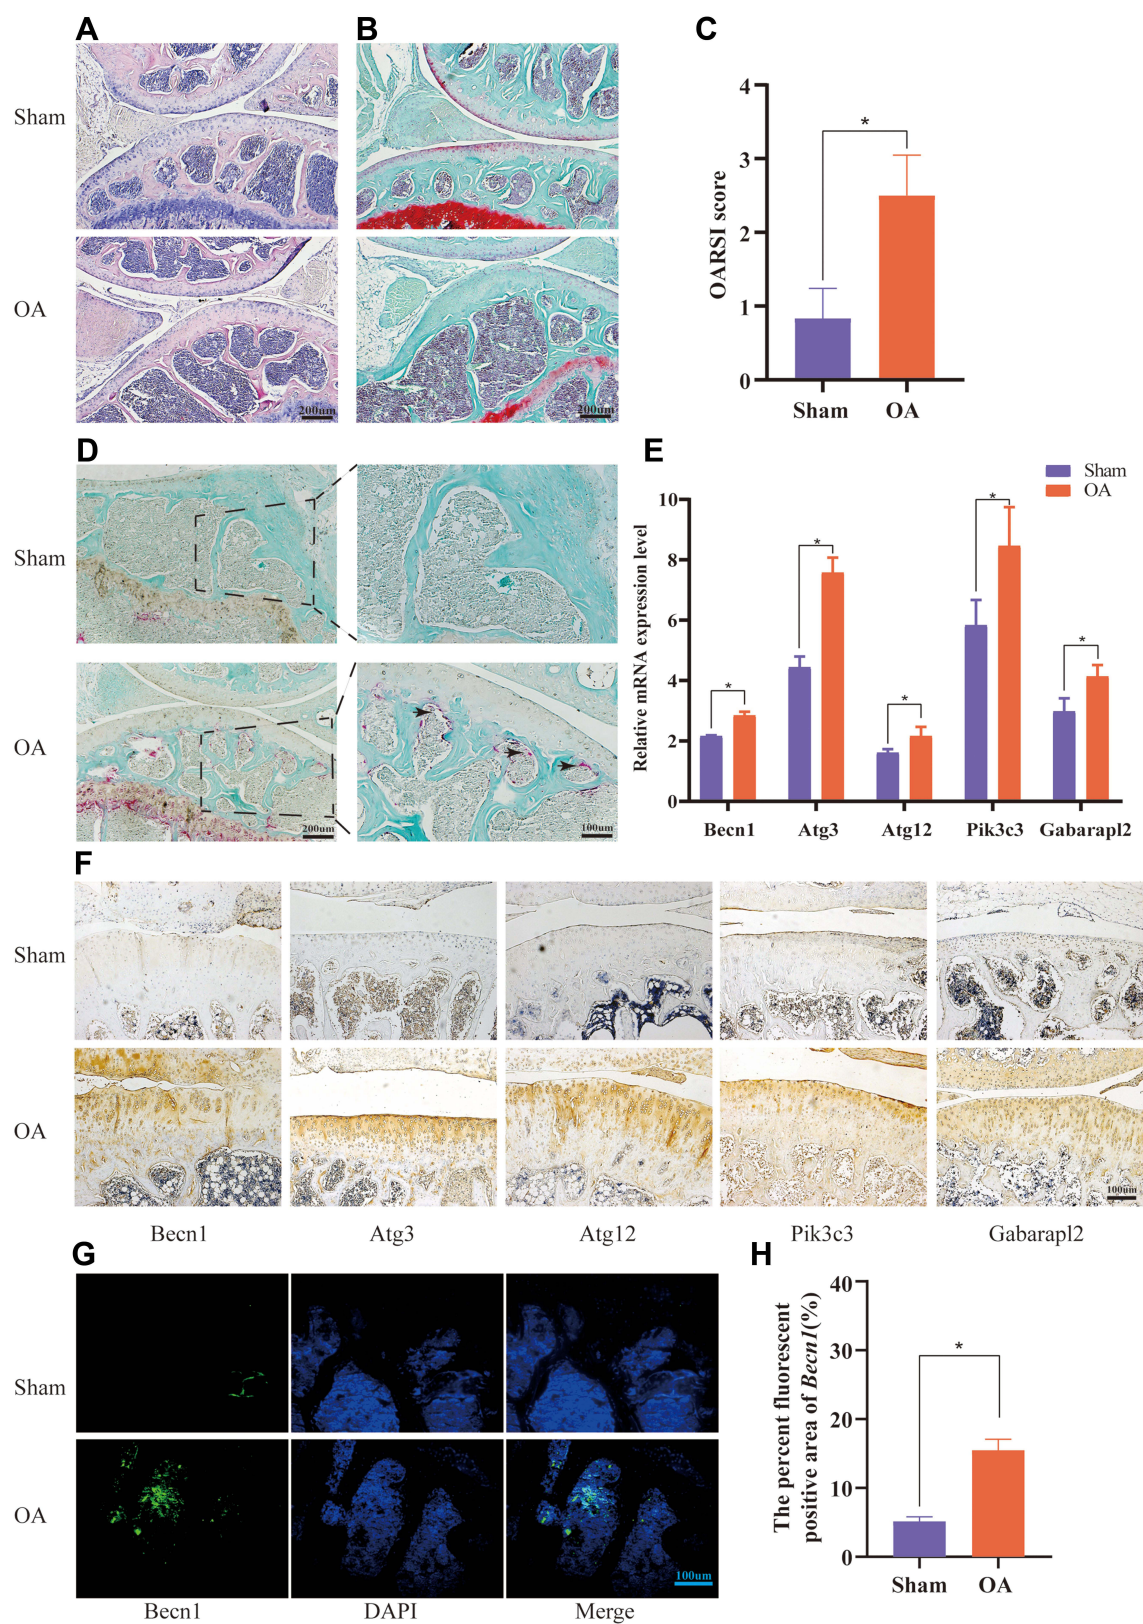 A
B
C
Sham
OA
200um
200um
OARSI score
4
3
2
1
0
*
Sham
OA
D
E
Sham
OA
200um
100um
Relative mRNA expression level
Sham
OA
10
8
6
4
2
0
*
*
*
*
*
Becn1
Atg3
Atg12
Pik3c3
Gabarapl2
F
Sham
OA
100um
Becn1
Atg3
Atg12
Pik3c3
Gabarapl2
G
H
Sham
OA
100um
Becn1
DAPI
Merge
The percent fluorescent
positive area of Becn1(%)
40
30
20
10
0
*
Sham
OA